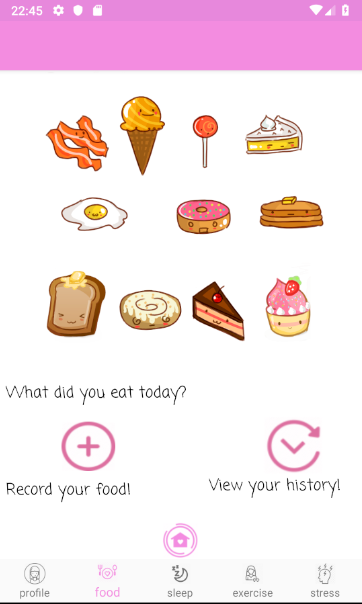 22:45
What did you eat today?
Record your food!
View your history!
profile food sleep exercise stress